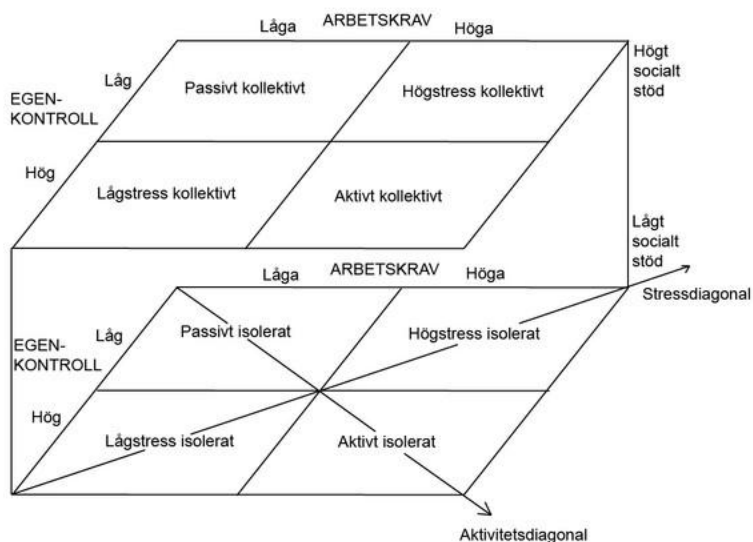 ARBETSKRAV
Låga
Höga
Högt
socialt
stöd
Låg
Passivt kollektivt
Högstress kollektivt
EGEN-
KONTROLL
Hög
Lågstress kollektivt
Aktivt kollektivt
Lågt
socialt
stöd
ARBETSKRAV
Låga
Höga
Stressdiagonal
Låg
Passivt isolerat
Högstress isolerat
EGEN-
KONTROLL
Hög
Lågstress isolerat
Aktivt isolerat
Aktivitetsdiagonal